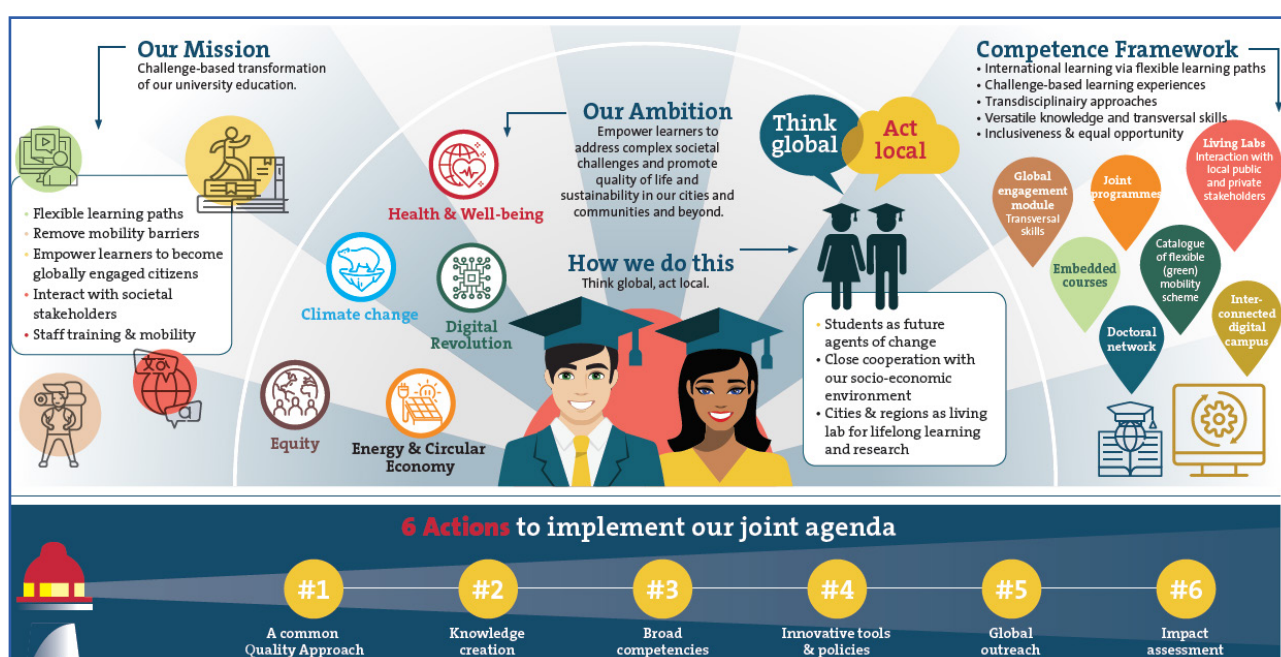 Our Mission
Challenge-based transformation
of our university education.
• Flexible learning paths
• Remove mobility barriers
• Empower learners to become
globally engaged citizens
• Interact with societal
stakeholders
• Staff training & mobility
文
a
Health & Well-being
Climate change
Digital
Revolution
Equity
Energy & Circular
Economy
Our Ambition
Empower learners to
address complex societal
challenges and promote
quality of life and
sustainability in our cities and
communities and beyond.
How we do this
Think global, act local.
Think
global
Act
local
• Students as future
agents of change
• Close cooperation with
our socio-economic
environment
• Cities & regions as living
lab for lifelong learning
and research
Competence Framework
• International learning via flexible learning paths
• Challenge-based learning experiences
• Transdisciplinairy approaches
• Versatile knowledge and transversal skills
• Inclusiveness & equal opportunity
Global
engagement
module
Transversal
skills
Joint
programmes
Living Labs
Interaction with
local public
and private
stakeholders
Embedded
courses
Catalogue
of flexible
(green)
mobility
scheme
Doctoral
network
Inter-
connected
digital
campus
6 Actions to implement our joint agenda
#1
#2
#3
#4
#5
#6
A common
Quality Approach
Knowledge
creation
Broad
competencies
Innovative tools
& policies
Global
outreach
Impact
assessment